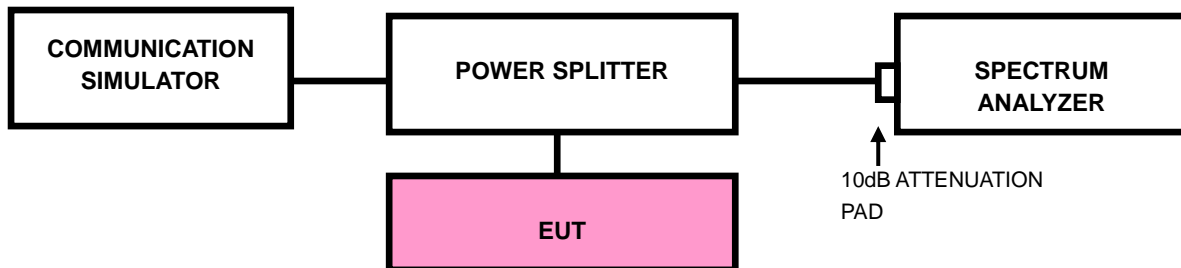 COMMUNICATION
SIMULATOR
POWER SPLITTER
SPECTRUM
ANALYZER
10dB ATTENUATION
PAD
EUT